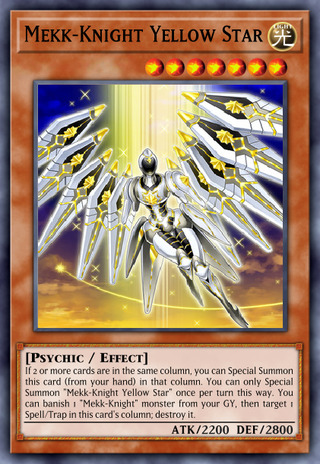 Mekk-Knight Yellow Star
LIGHT
光
[Psychic / Effect]
If 2 or more cards are in the same column, you can Special Summon
this card (from your hand) in that column. You can only Special
Summon "Mekk-Knight Yellow Star" once per turn this way. You
can banish 1 "Mekk-Knight" monster from your GY, then target 1
Spell/Trap in this card's column; destroy it.
ATK/2200 DEF/2800